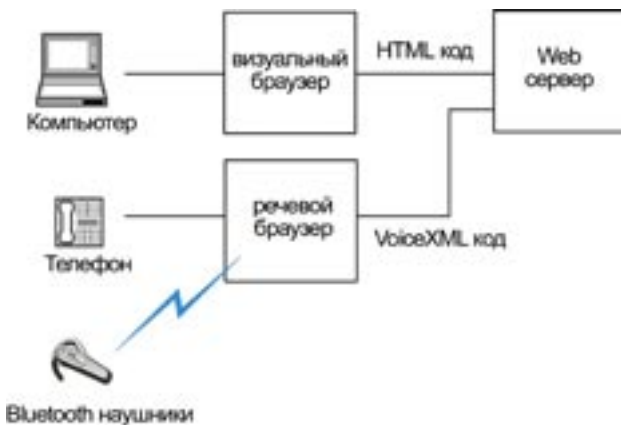 визуальный
браузер
HTML код
Web
сервер
Компьютер
речевой
браузер
VoiceXML код
Телефон
Bluetooth наушники